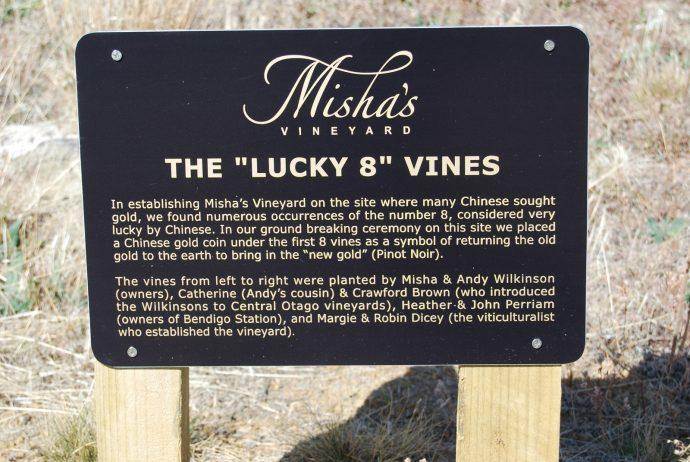 Misha's
VINEYARD
THE "LUCKY 8" VINES
In establishing Misha's Vineyard on the site where many Chinese sought
gold, we found numerous occurrences of the number 8, considered very
lucky by Chinese. In our ground breaking ceremony on this site we placed
a Chinese gold coin under the first 8 vines as a symbol of returning the old
gold to the earth to bring in the “new gold” (Pinot Noir).
The vines from left to right were planted by Misha & Andy Wilkinson
(owners), Catherine (Andy's cousin) & Crawford Brown (who introduced
the Wilkinsons to Central Otago vineyards), Heather & John Perriam
(owners of Bendigo Station), and Margie & Robin Dicey (the viticulturalist
who established the vineyard).